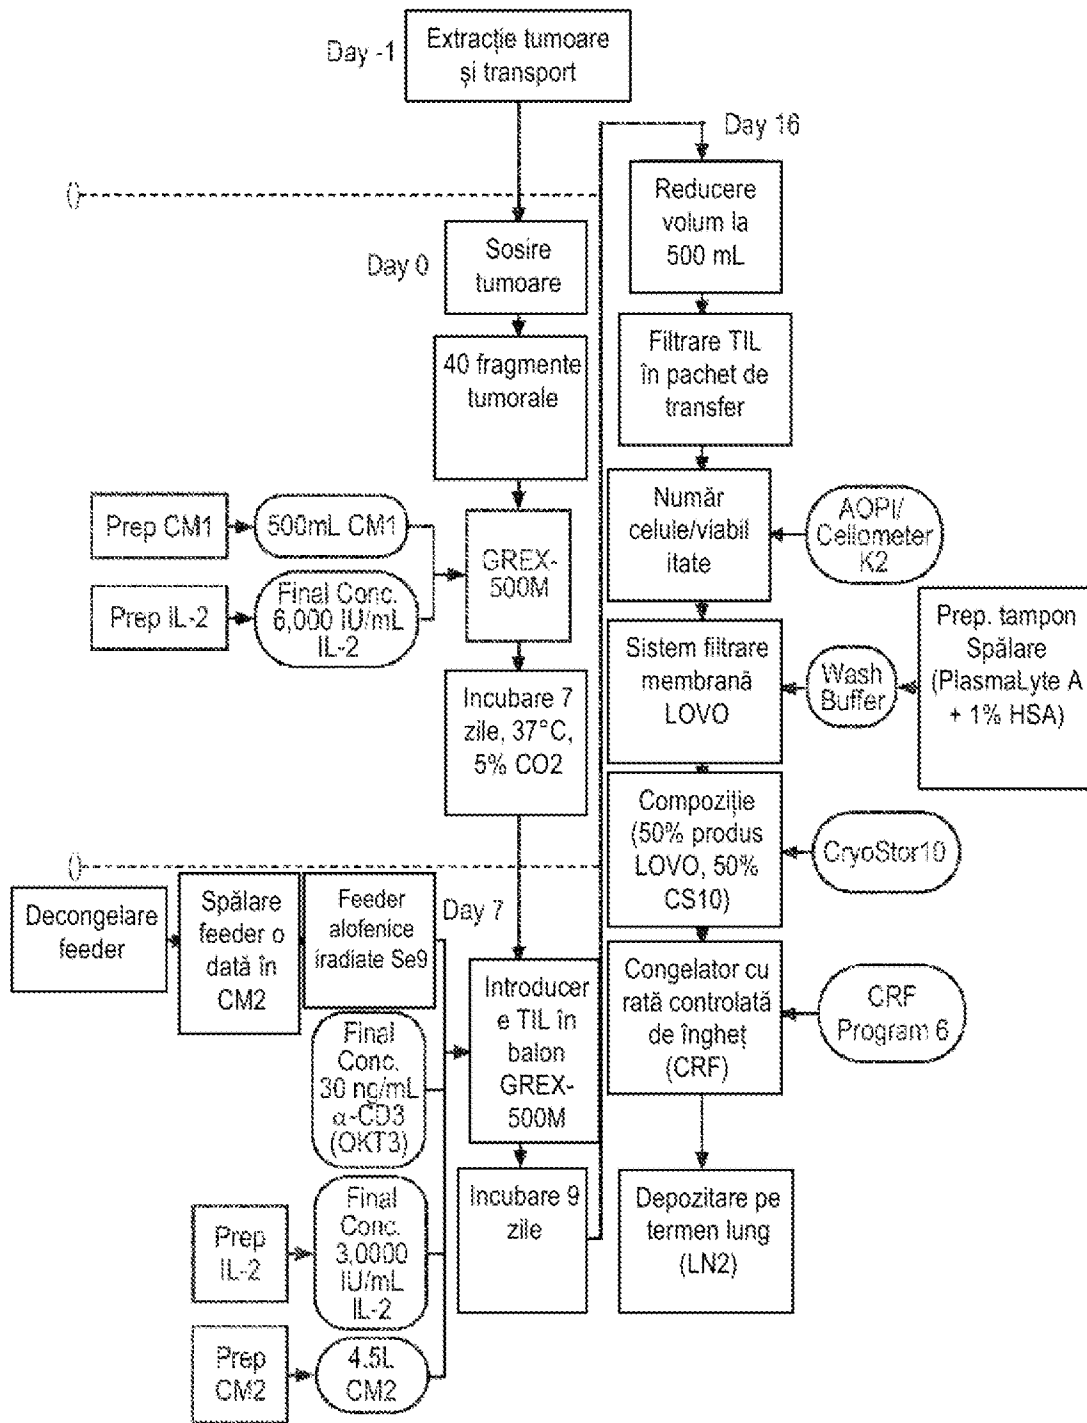 Day -1
Extracție tumoare
și transport
()
Day 0
Sosire
tumoare
40 fragmente
tumorale
Prep CM1
500mL CM1
Prep IL-2
Final Conc.
6,000 IU/mL
IL-2
GREX-
500M
Incubare 7
zile, 37°C,
5% CO2
()
Day 7
Decongelare
feeder
Spălare
feeder o
dată în
CM2
Feeder
alofenice
iradiate Se9
Final
Conc.
30 ng/mL
α-CD3
(OKT3)
Prep
IL-2
Final
Conc.
3,0000
IU/mL
IL-2
Prep
CM2
4.5L
CM2
Introducer
e TIL în
balon
GREX-
500M
Incubare 9
zile
Day 16
Reducere
volum la
500 mL
Filtrare TIL
în pachet de
transfer
Număr
celule/viabil
itate
AOPI/
Cellometer
K2
Sistem filtrare
membrană
LOVO
Wash
Buffer
Prep. tampon
Spălare
(PlasmaLyte A
+ 1% HSA)
Compoziție
(50% produs
LOVO, 50%
CS10)
CryoStor10
Congelator cu
rată controlată
de îngheț
(CRF)
CRF
Program 6
Depozitare pe
termen lung
(LN2)